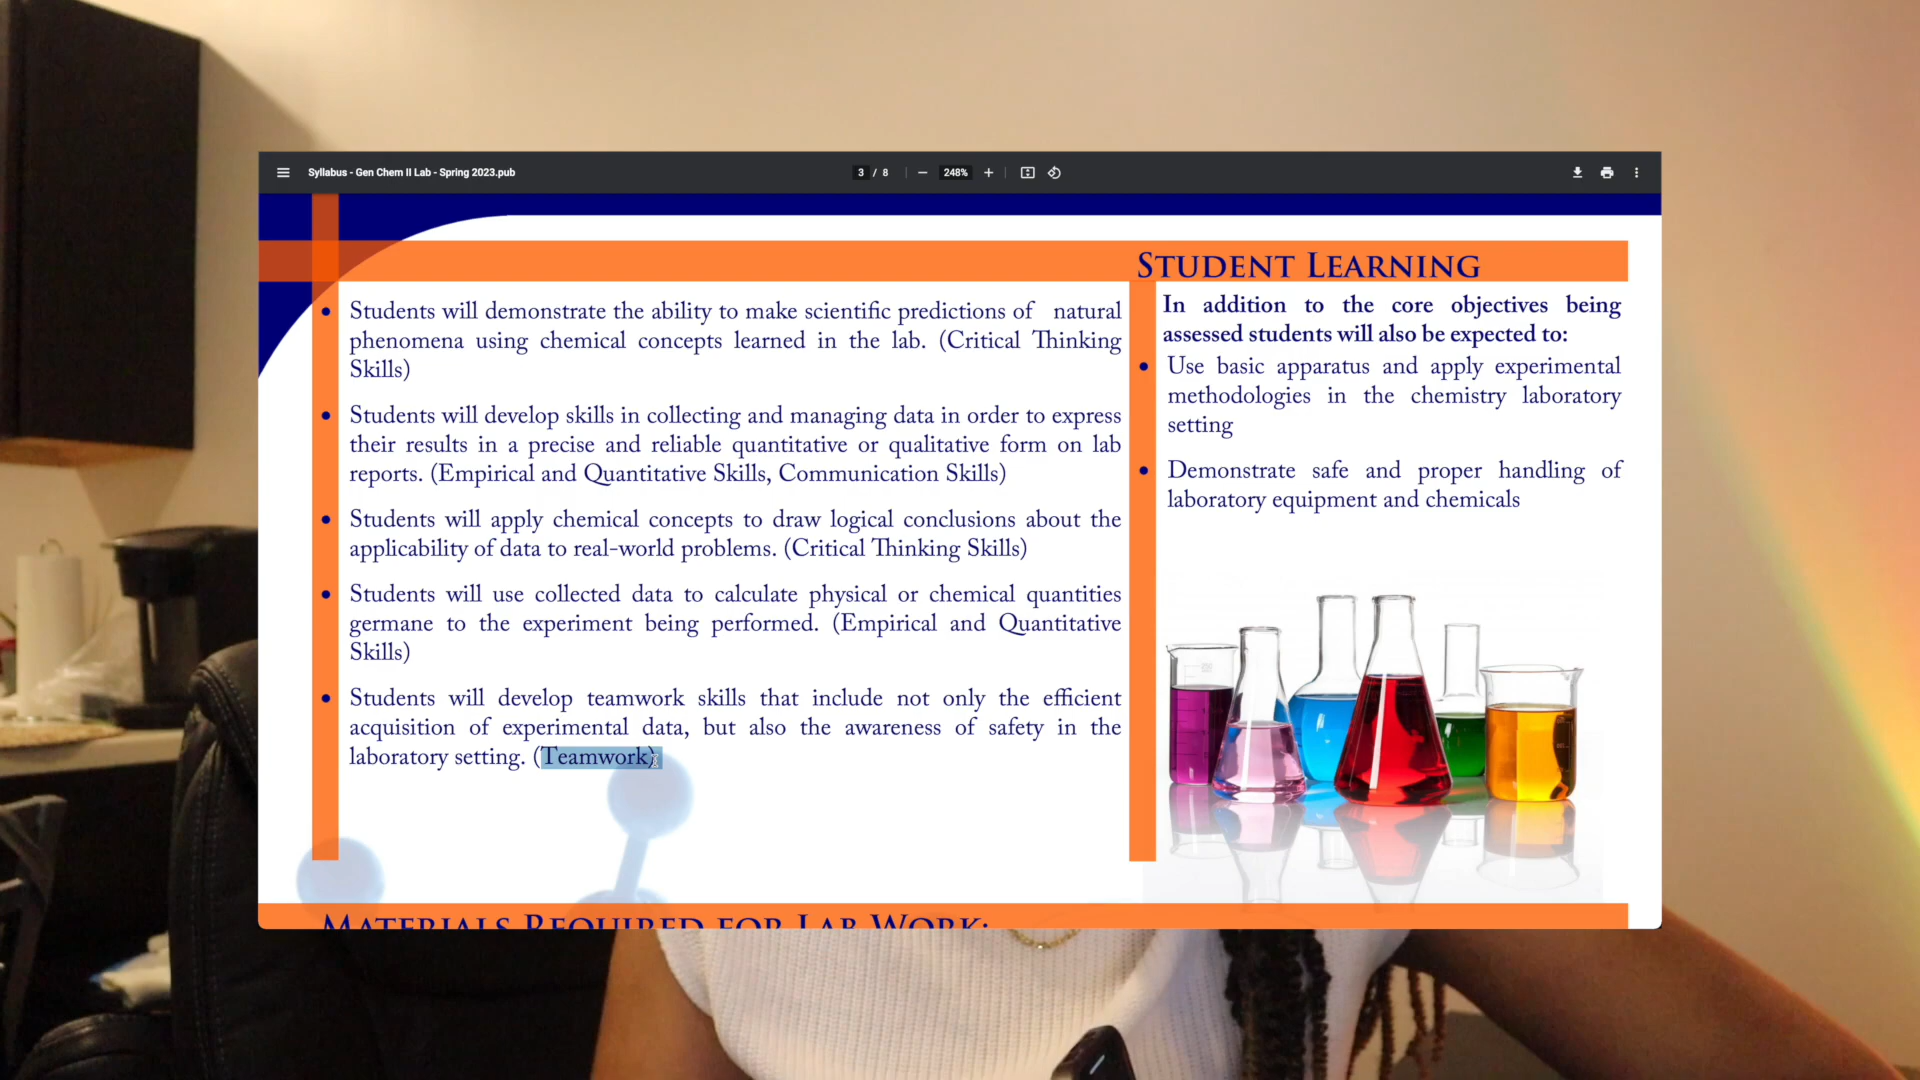 Syllabus - Gen Chem II Lab - Spring 2023.pub
3 / 8
248%
STUDENT LEARNING
• Students will demonstrate the ability to make scientific predictions of natural
phenomena using chemical concepts learned in the lab. (Critical Thinking
Skills)
• Students will develop skills in collecting and managing data in order to express
their results in a precise and reliable quantitative or qualitative form on lab
reports. (Empirical and Quantitative Skills, Communication Skills)
• Students will apply chemical concepts to draw logical conclusions about the
applicability of data to real-world problems. (Critical Thinking Skills)
• Students will use collected data to calculate physical or chemical quantities
germane to the experiment being performed. (Empirical and Quantitative
Skills)
• Students will develop teamwork skills that include not only the efficient
acquisition of experimental data, but also the awareness of safety in the
laboratory setting. (Teamwork)
In addition to the core objectives being
assessed students will also be expected to:
• Use basic apparatus and apply experimental
methodologies in the chemistry laboratory
setting
• Demonstrate safe and proper handling of
laboratory equipment and chemicals
MATERIALS REQUIRED FOR LAB WORK: